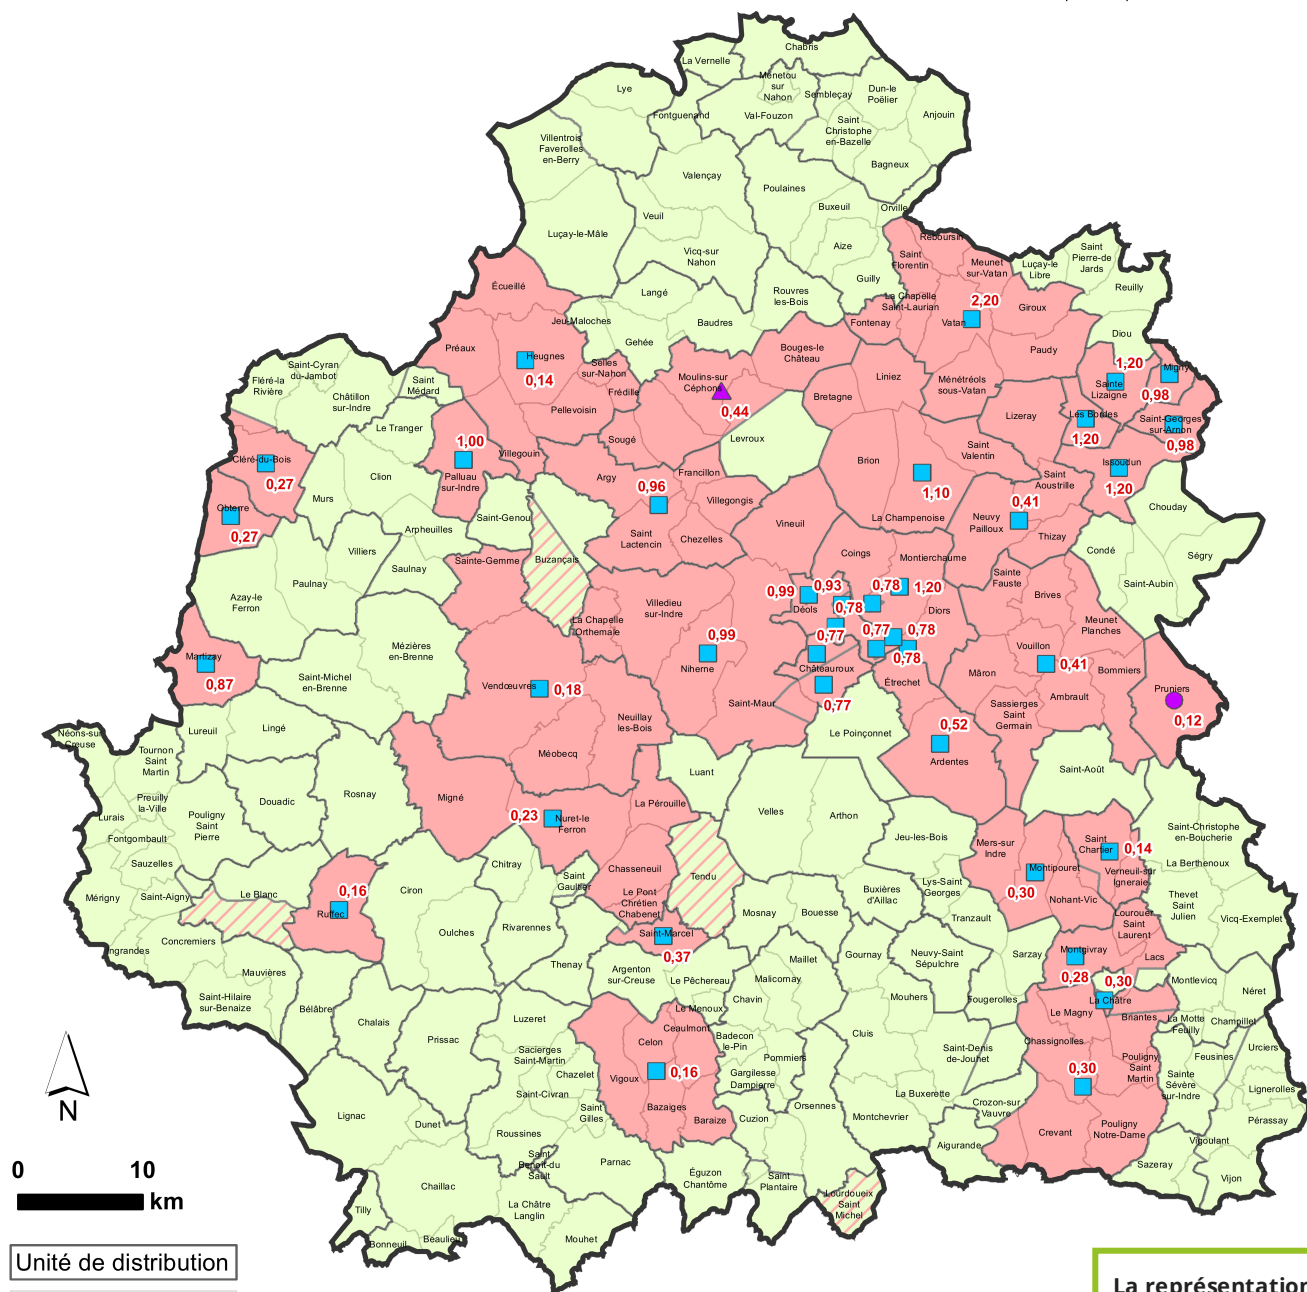 Chabris
La Vernelle
Menetou
sur
Nahon
Lye
Sembleçay
Dun-le
Poëlier
Anjouin
Fontguenand
Val-Fouzon
Saint
Christophe
en-Bazelle
Villentrois
Faverolles
en-Berry
Bagneux
Valençay
Poulaines
Buxeuil
Orville
Veuil
Luçay-le-Mâle
Aize
Vicq-sur
Nahon
Guilly
Reboursin
Saint
Florentin
Meunet
sur-Vatan
Luçay-le
Libre
Saint
Pierre-de
Jards
Reuilly
Écueillé
Langé
Rouvres
les-Bois
La Chapelle
Saint-Laurian
2,20
Giroux
Vatan
Jeu-Maloches
Baudres
Fontenay
Diou
Gehée
Préaux
Heugnes
0,14
Selles
sur-Nahon
Bouges-le
Château
Paudy
1,20
Migny
Saint-Cyran
du-Jambot
Fléré-la
Rivière
Saint
Médard
Châtillon
sur-Indre
Frédille
Moulins-sur
Céphons
0,44
Liniez
Ménétréols
sous-Vatan
Sainte
Lizaigne
0,98
Bretagne
Pellevoisin
Lizeray
Les Bordes
1,20
Saint-Georges
sur-Arnon
0,98
Le Tranger
1,00
Villegouin
Sougé
Levroux
Saint
Valentin
Cléré-du-Bois
0,27
Clion
Palluau
sur-Indre
Argy
0,96
Francillon
Brion
1,10
Saint
Aoustrille
Issoudun
1,20
Murs
Obterre
0,27
Saint-Genou
Villegongis
La Champenoise
Neuvy
Pailloux
0,41
Chouday
Arpheuilles
Saint
Lactencin
Chezelles
Vineuil
Thizay
Villiers
Saulnay
Sainte-Gemme
Buzançais
Coings
Montierchaume
Condé
Ségry
Paulnay
Azay-le
Ferron
Sainte
Fauste
Saint-Aubin
0,99
0,93
0,78
1,20
Brives
Villedieu
sur-Indre
Déols
0,78
Diors
La Chapelle
Orthemale
Meunet
Planches
Mézières
en-Brenne
0,99
0,77
0,77
0,78
Vouillon
0,41
Martizay
0,87
Niherne
Châteauroux
0,78
Mâron
Bommiers
Saint-Michel
en-Brenne
Vendœuvres
0,18
Saint-Maur
0,77
Étrechet
Ambrault
Pruniers
0,12
Sassierges
Saint
Germain
Neuillay
les-Bois
Le Poinçonnet
0,52
Ardentes
Néons-sur
Creuse
Lureuil
Lingé
Méobecq
Tournon
Saint
Martin
Luant
Saint-Août
Preuilly
la-Ville
Douadic
Rosnay
Migné
0,23
Nuret-le
Ferron
La Pérouille
Velles
Arthon
Lurais
Pouligny
Saint
Pierre
Fontgombault
Jeu-les-Bois
Mers-sur
Indre
Saint
Chartier
0,14
Saint-Christophe
en-Boucherie
Sauzelles
Chitray
Saint
Gaultier
Chasseneuil
Tendu
Montipouret
0,30
Verneuil-sur
Igneraie
La Berthenoux
Mérigny
Saint-Aigny
Le Blanc
0,16
Ruffec
Ciron
Le Pont
Chrétien
Chabenet
Buxières
d'Aillac
Lys-Saint
Georges
Nohant-Vic
Thevet
Saint
Julien
Vicq-Exemplet
Rivarennes
Oulches
Mosnay
Bouesse
Tranzault
Lourouer
Saint
Laurent
Concremiers
Saint-Marcel
0,37
Ingrandes
Gournay
Neuvy-Saint
Sépulchre
Sarzay
Montgivray
0,28
Lacs
Mauvières
Thenay
Argenton
sur-Creuse
Le Pêchereau
Maillet
Malicornay
0,30
Montlevicq
Néret
Saint-Hilaire
sur-Benaize
Bélâbre
Chavin
Mouhers
Fougerolles
La Châtre
Le Magny
Briantes
La Motte
Feuilly
Champillet
Chalais
Luzeret
Le Menoux
Ceaulmont
Celon
Badecon
le-Pin
Cluis
Chassignolles
Prissac
Sacierges
Saint-Martin
Pommiers
Saint-Denis
de-Jouhet
Pouligny
Saint
Martin
Feusines
Urciers
Chazelet
Vigoux
0,16
Gargilesse
Dampierre
0,30
Sainte
Sévère
sur-Indre
Lignerolles
Saint-Civran
Saint
Gilles
Bazaiges
Baraize
Orsennes
La Buxerette
Crozon-sur
Vauvre
Lignac
Dunet
Cuzion
Montchevrier
Pérassay
Roussines
Crevant
Pouligny
Notre-Dame
Vigoulant
Aigurande
Saint
Benoît-du
Sault
Parnac
Éguzon
Chantôme
Saint
Plantaire
Sazeray
Vijon
Chaillac
Lourdoueix
Saint
Michel
Tilly
La Châtre
Langlin
Bonneuil
Beaulieu
Mouhet
N
0 10
km
Unité de distribution
La représentation